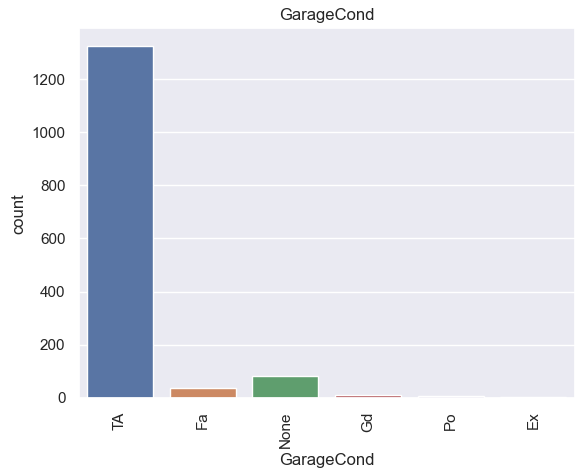 GarageCond
count
1200
1000
800
600
400
200
0
TA
Fa
None
Gd
Po
Ex
GarageCond